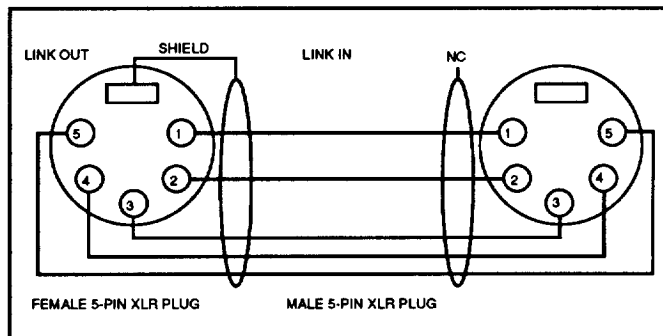 LINK OUT SHIELD LINK IN NC
5 1 1 5
4 2 2 4
3 3
FEMALE 5-PIN XLR PLUG MALE 5-PIN XLR PLUG